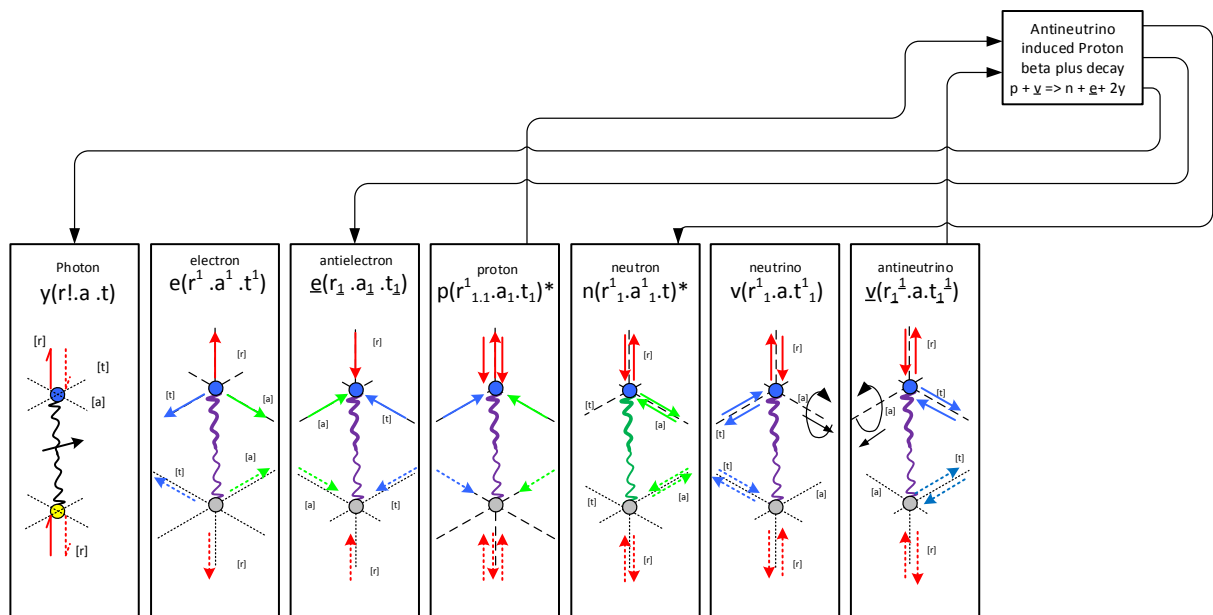 Antineutrino
induced Proton
beta plus decay
p + v => n + e+ 2y
Photon
y(r!.a .t)
[r]
[t]
[a]
[r]
electron
e(r¹ .a¹ .t¹)
[r]
[t]
[a]
[t]
[a]
[r]
antielectron
e(r₁ .a₁ .t₁)
[r]
[a]
[t]
[a]
[t]
[r]
proton
p(r¹₁.₁.a₁.t₁)*
neutron
n(r¹₁.a¹₁.t)*
[r]
[t]
[a]
[t]
[a]
[r]
neutrino
v(r¹₁.a.t¹₁)
[r]
[a]
[t]
[t]
[a]
[r]
antineutrino
v(r₁¹.a.t₁¹)
[r]
[t]
[t]
[a]
[r]